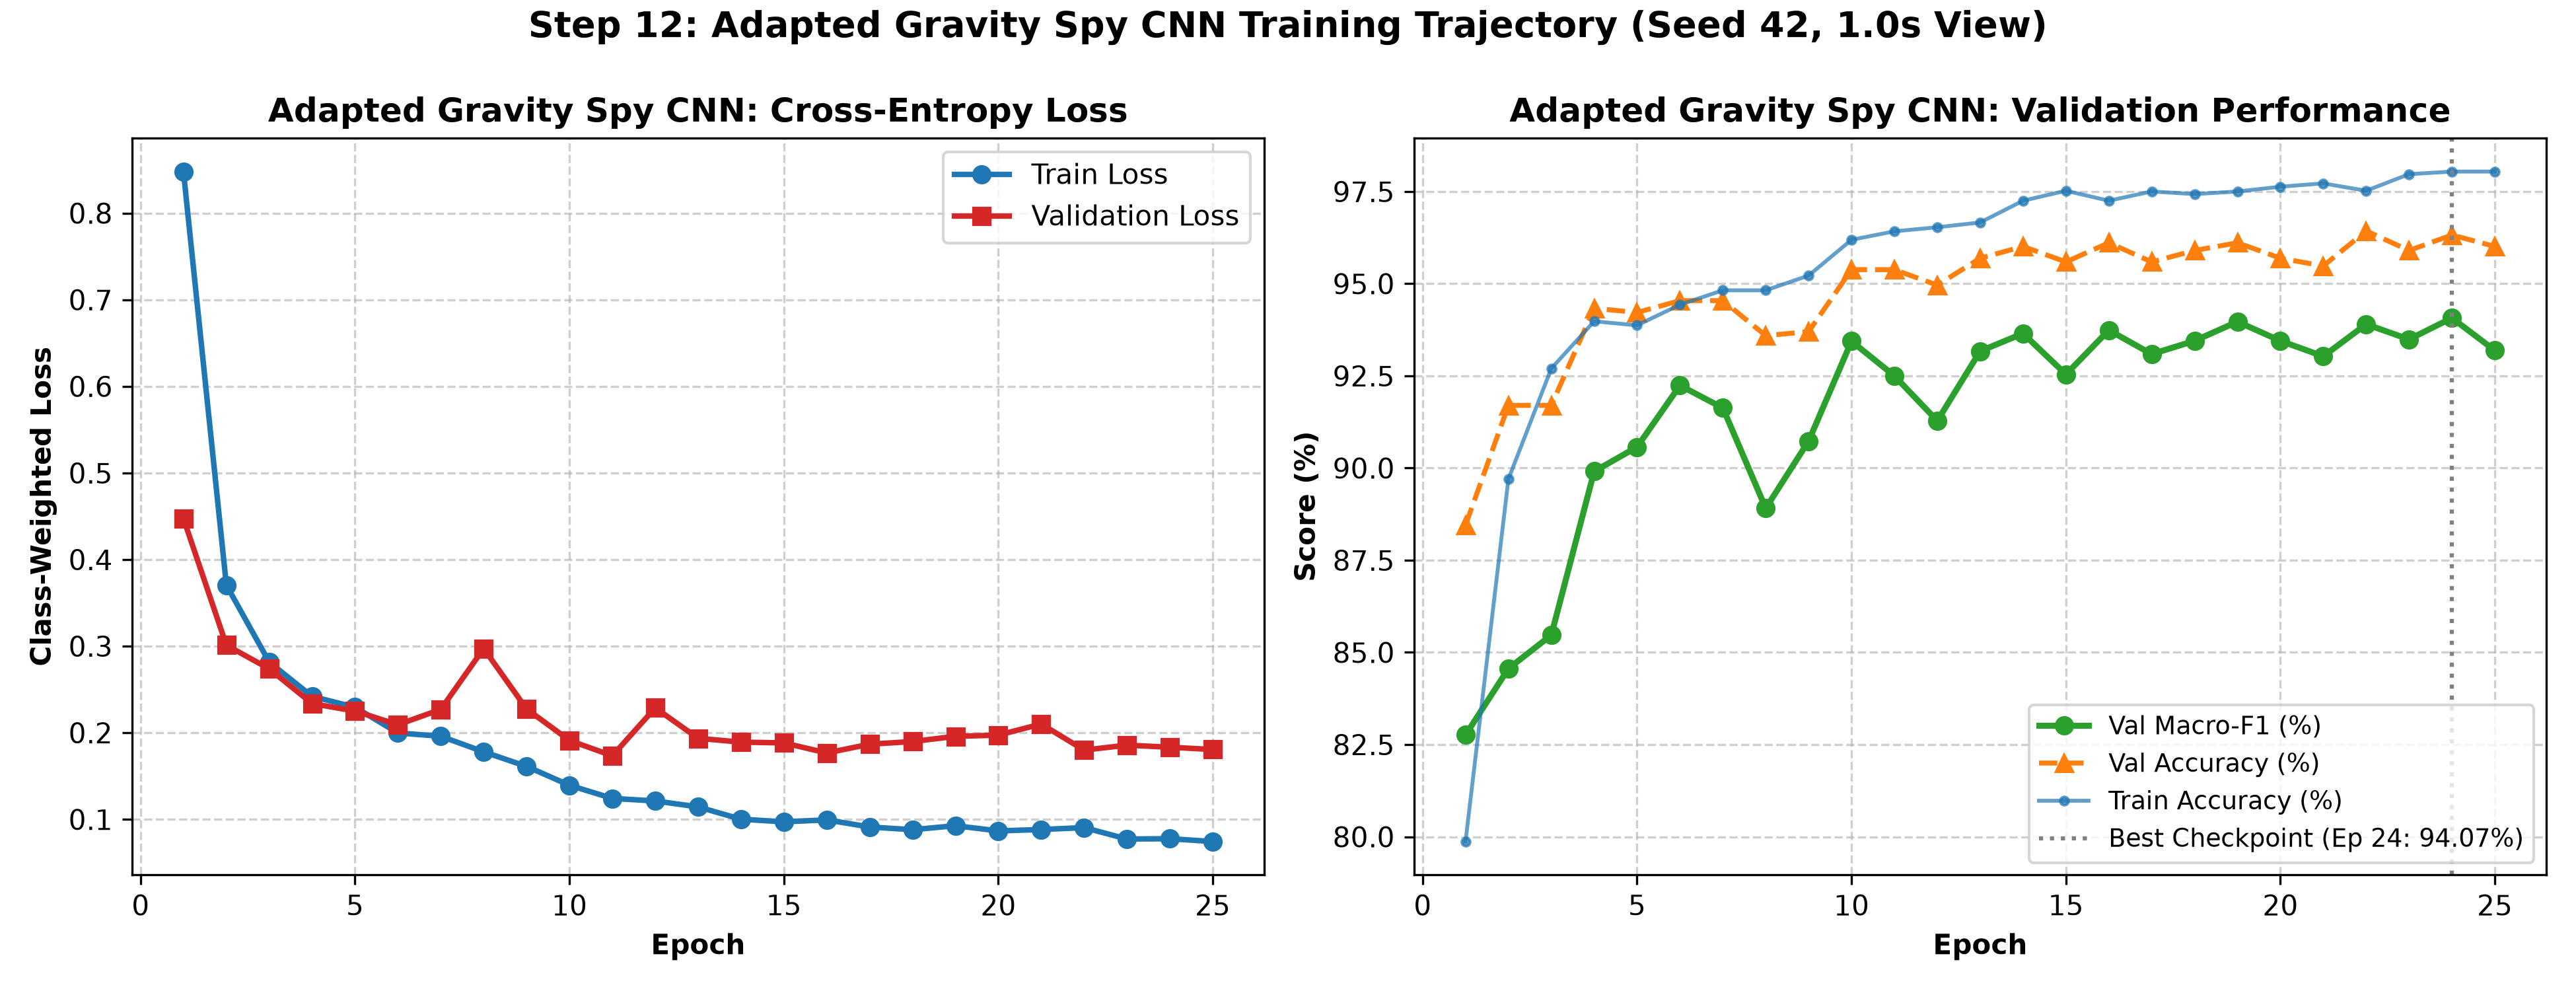 Step 12: Adapted Gravity Spy CNN Training Trajectory (Seed 42, 1.0s View)
Adapted Gravity Spy CNN: Cross-Entropy Loss
Class-Weighted Loss
0.8
0.7
0.6
0.5
0.4
0.3
0.2
0.1
Train Loss
Validation Loss
0 5 10 15 20 25
Epoch
Adapted Gravity Spy CNN: Validation Performance
Score (%)
97.5
95.0
92.5
90.0
87.5
85.0
82.5
80.0
Val Macro-F1 (%)
Val Accuracy (%)
Train Accuracy (%)
Best Checkpoint (Ep 24: 94.07%)
0 5 10 15 20 25
Epoch